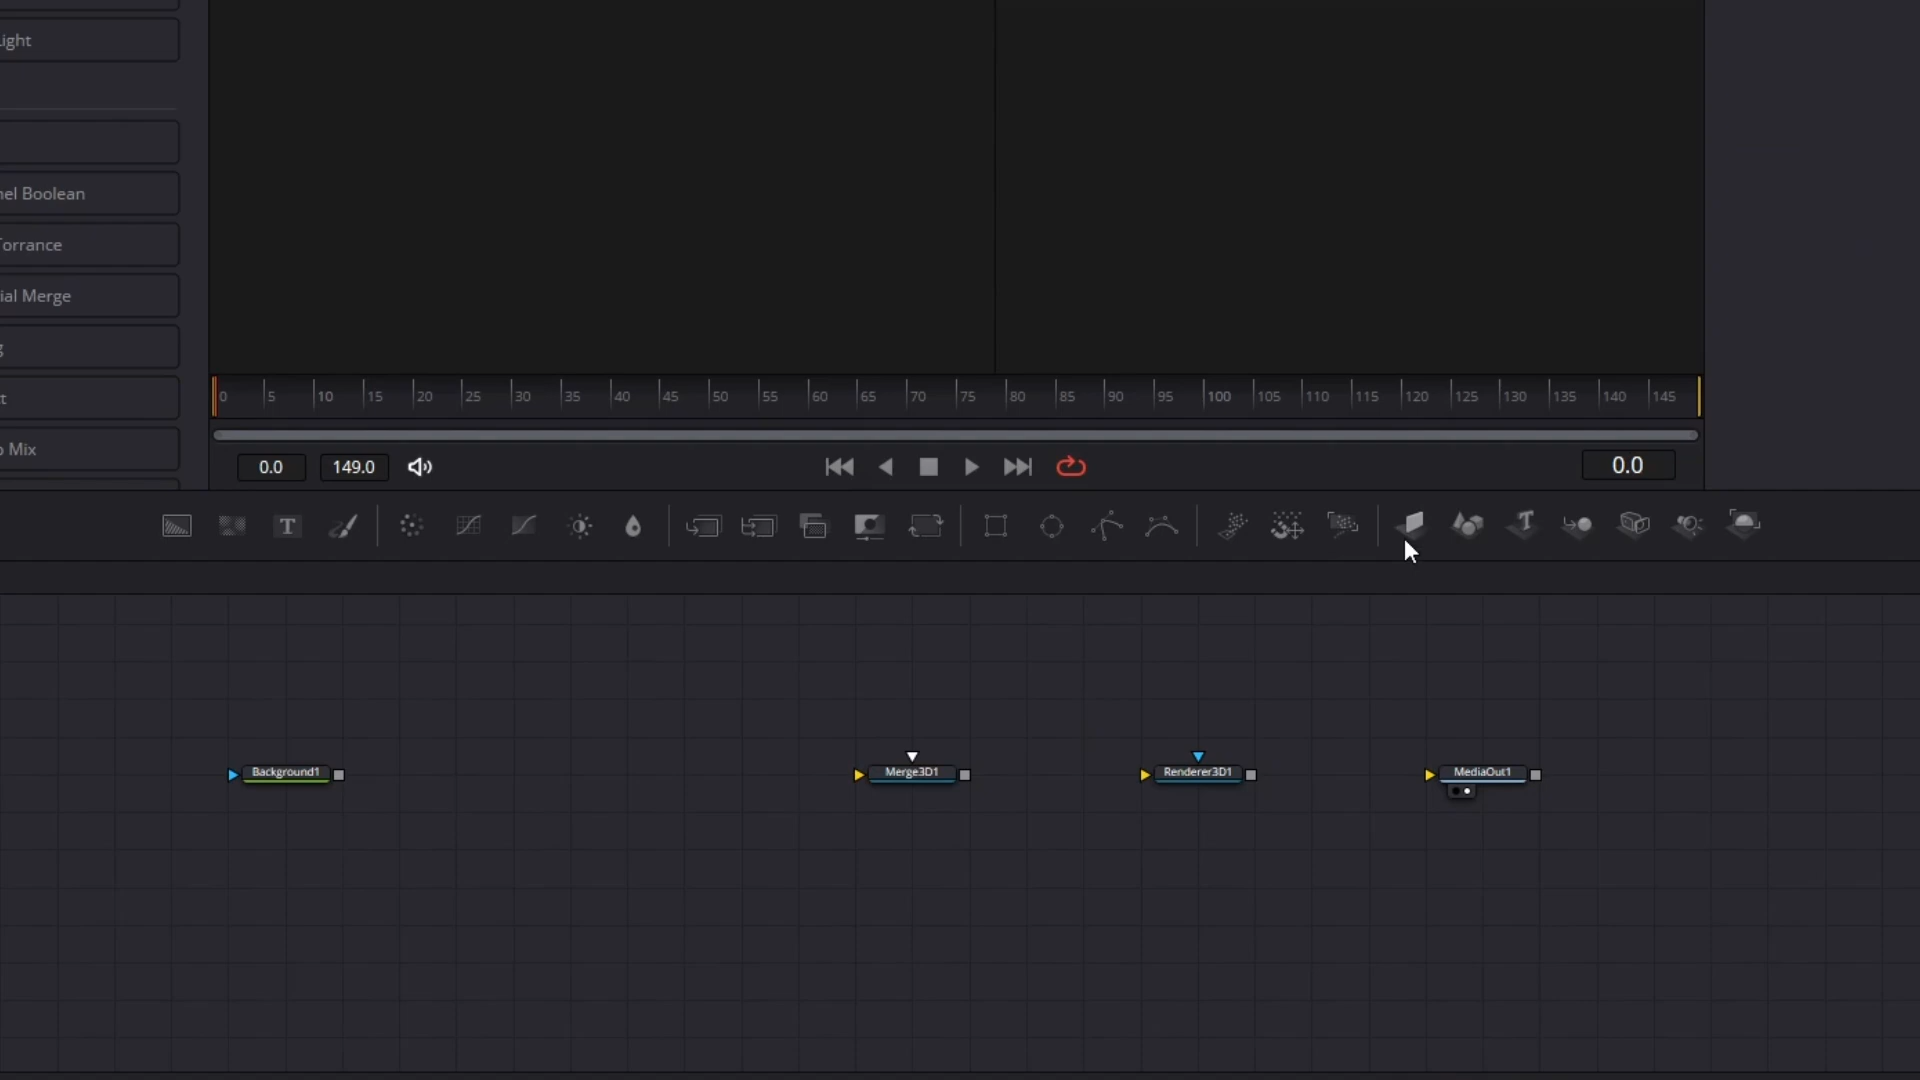 ight
nel Boolean
Torrance
ial Merge
g
t
o Mix
0 5 10 15 20 25 30 35 40 45 50 55 60 65 70 75 80 85 90 95 100 105 110 115 120 125 130 135 140 145
0.0 149.0 0.0
T T
Background1 Merge3D1 Renderer3D1 MediaOut1